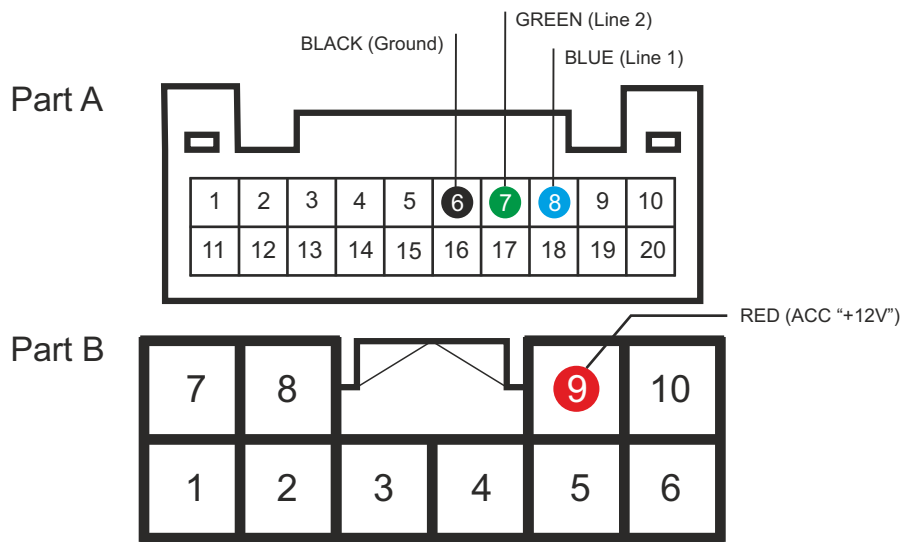 GREEN (Line 2)
BLACK (Ground)
BLUE (Line 1)
Part A
1 2 3 4 5 6 7 8 9 10
11 12 13 14 15 16 17 18 19 20
RED (ACC “+12V”)
Part B
7 8 9 10
1 2 3 4 5 6